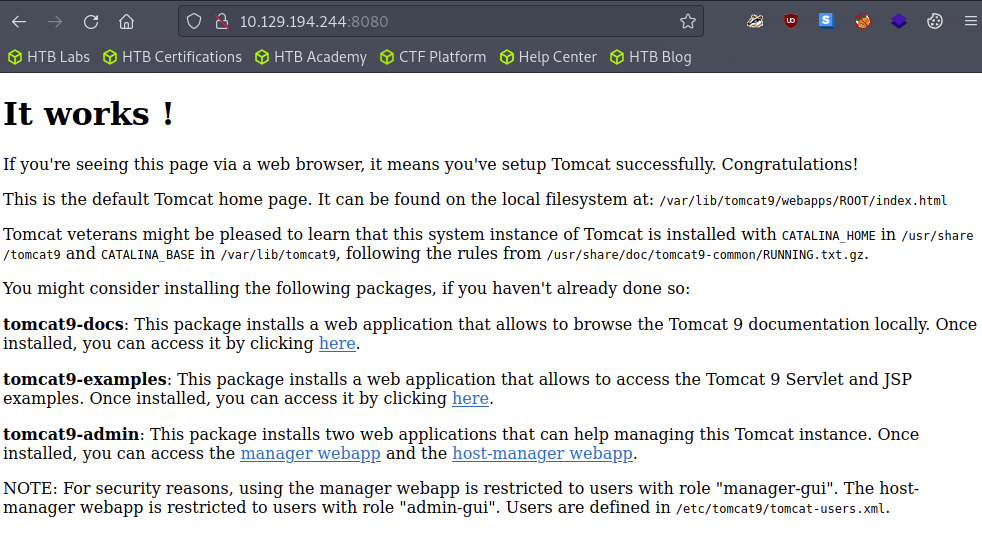 10.129.194.244:8080
HTB Labs HTB Certifications HTB Academy CTF Platform Help Center HTB Blog
It works !
If you're seeing this page via a web browser, it means you've setup Tomcat successfully. Congratulations!
This is the default Tomcat home page. It can be found on the local filesystem at: /var/lib/tomcat9/webapps/ROOT/index.html
Tomcat veterans might be pleased to learn that this system instance of Tomcat is installed with CATALINA_HOME in /usr/share
/tomcat9 and CATALINA_BASE in /var/lib/tomcat9, following the rules from /usr/share/doc/tomcat9-common/RUNNING.txt.gz.
You might consider installing the following packages, if you haven't already done so:
tomcat9-docs: This package installs a web application that allows to browse the Tomcat 9 documentation locally. Once
installed, you can access it by clicking here.
tomcat9-examples: This package installs a web application that allows to access the Tomcat 9 Servlet and JSP
examples. Once installed, you can access it by clicking here.
tomcat9-admin: This package installs two web applications that can help managing this Tomcat instance. Once
installed, you can access the manager webapp and the host-manager webapp.
NOTE: For security reasons, using the manager webapp is restricted to users with role "manager-gui". The host-
manager webapp is restricted to users with role "admin-gui". Users are defined in /etc/tomcat9/tomcat-users.xml.